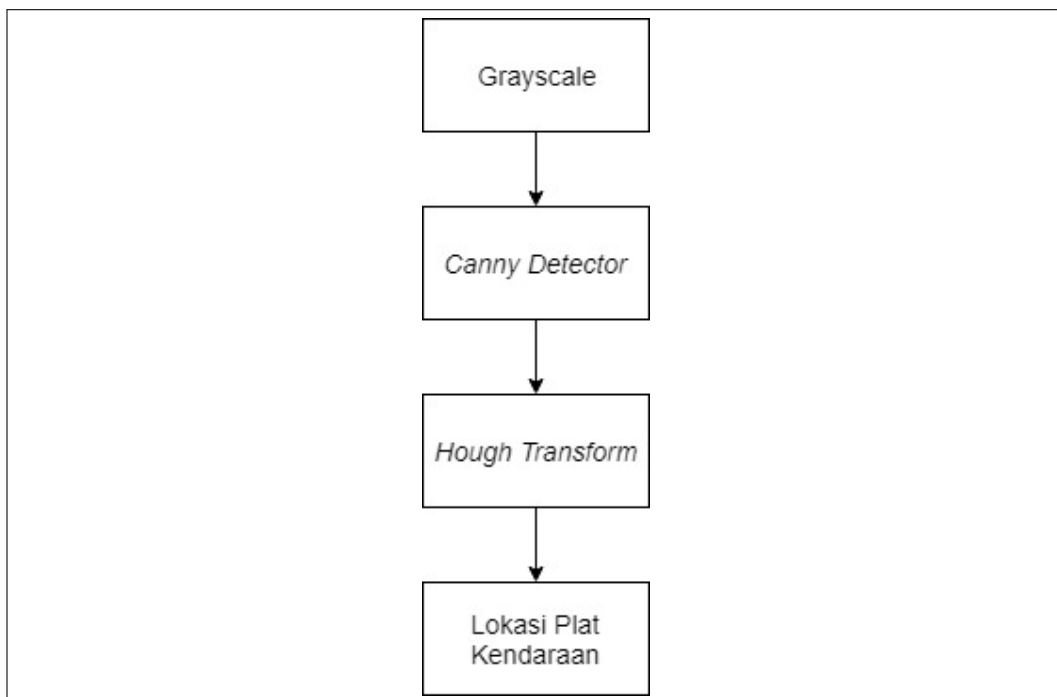 Grayscale
Canny Detector
Hough Transform
Lokasi Plat
Kendaraan